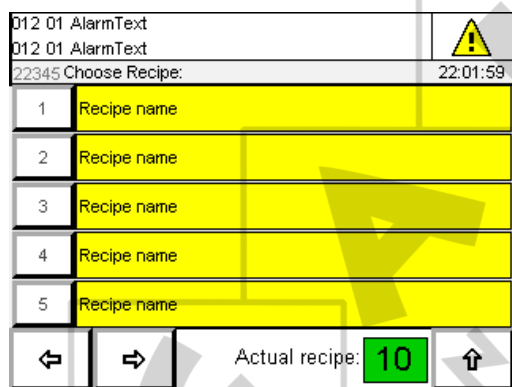 012 01 AlarmText
012 01 AlarmText
22345 Choose Recipe: 22:01:59
1 Recipe name
2 Recipe name
3 Recipe name
4 Recipe name
5 Recipe name
Actual recipe: 10